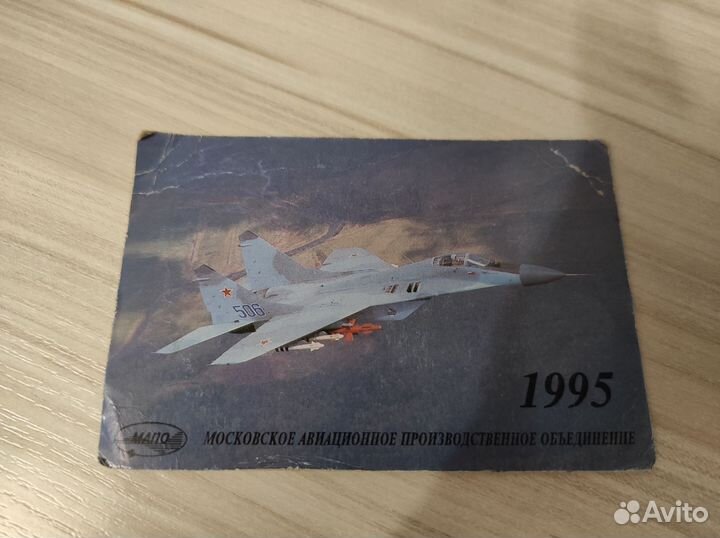 506
1995
МАПО
МОСКОВСКОЕ АВИАЦИОННОЕ ПРОИЗВОДСТВЕННОЕ ОБЪЕДИНЕНИЕ
Avito